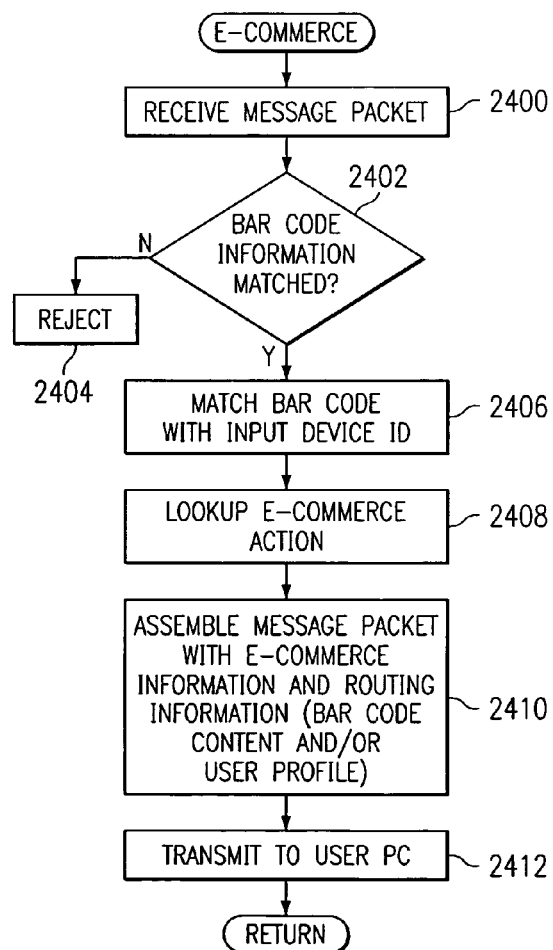 E-COMMERCE
RECEIVE MESSAGE PACKET
2400
2402
BAR CODE
INFORMATION
MATCHED?
N
REJECT
2404
Y
MATCH BAR CODE
WITH INPUT DEVICE ID
2406
LOOKUP E-COMMERCE
ACTION
2408
ASSEMBLE MESSAGE PACKET
WITH E-COMMERCE
INFORMATION AND ROUTING
INFORMATION (BAR CODE
CONTENT AND/OR
USER PROFILE)
2410
TRANSMIT TO USER PC
2412
RETURN